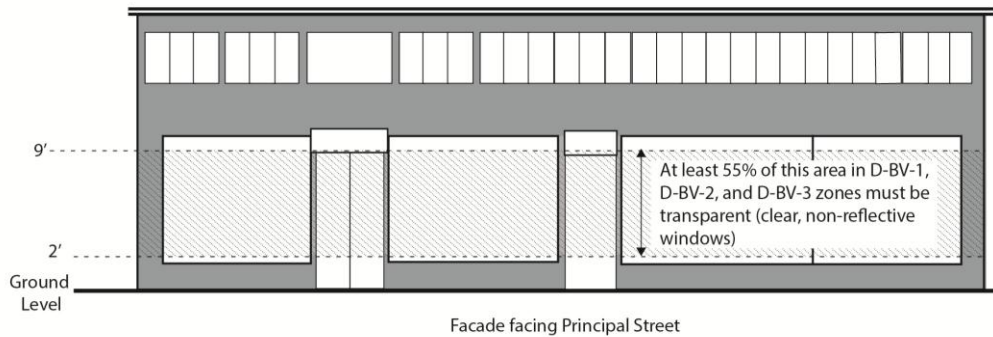 9’
At least 55% of this area in D-BV-1,
D-BV-2, and D-BV-3 zones must be
transparent (clear, non-reflective
windows)
2’
Ground
Level
Facade facing Principal Street